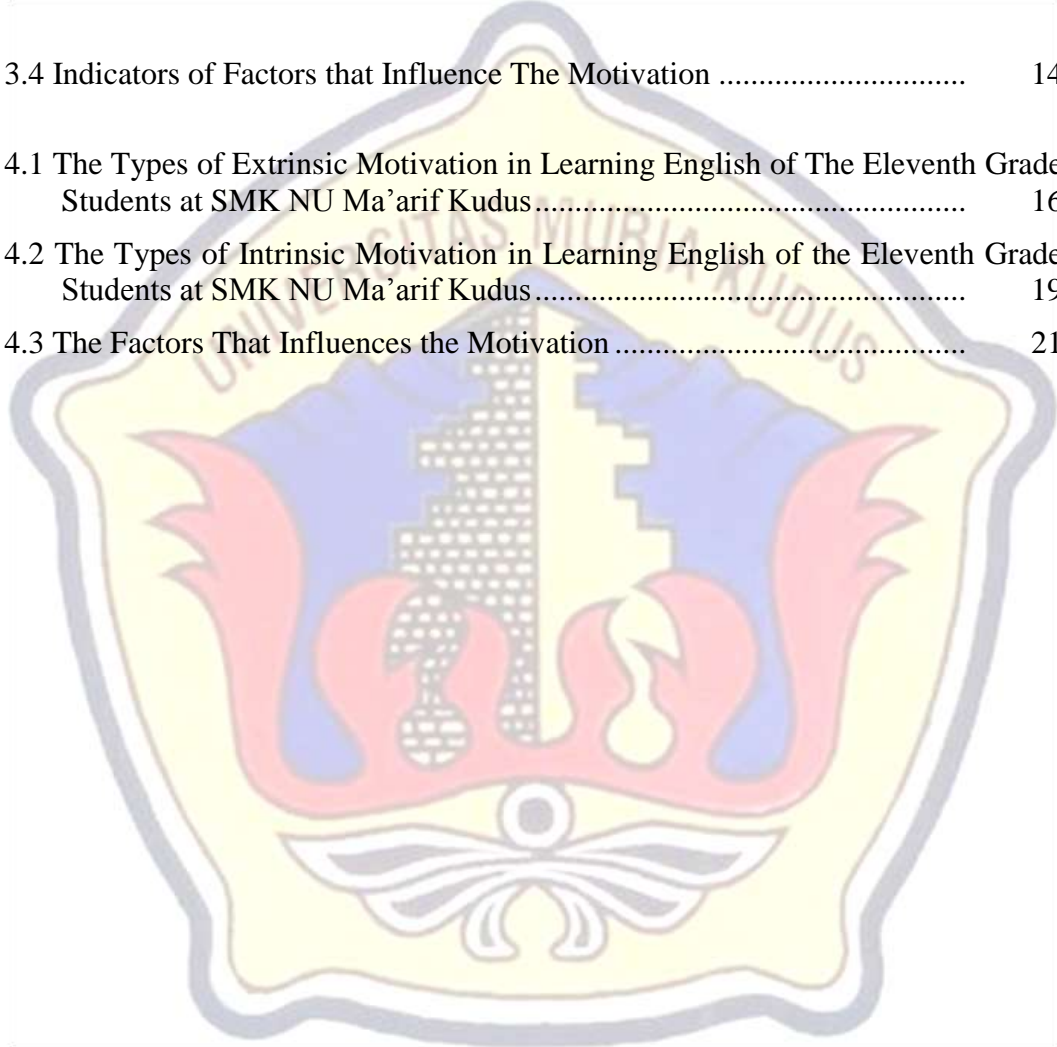 3.4 Indicators of Factors that Influence The Motivation ............................... 14
4.1 The Types of Extrinsic Motivation in Learning English of The Eleventh Grade
Students at SMK NU Ma’arif Kudus ...................................................... 16
4.2 The Types of Intrinsic Motivation in Learning English of the Eleventh Grade
Students at SMK NU Ma’arif Kudus ...................................................... 19
4.3 The Factors That Influences the Motivation ............................................ 21
UNIVERSITAS MURIA KUDUS